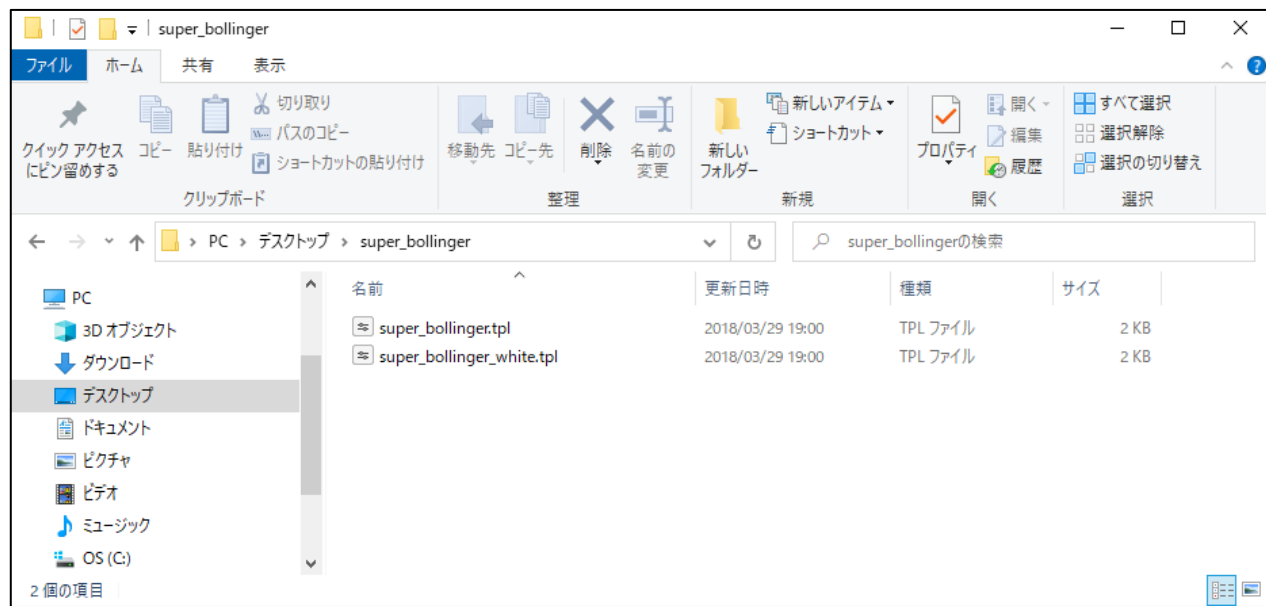 super_bollinger
ファイル ホーム 共有 表示
クイック アクセス
にピン留めする
コピー
貼り付け
切り取り
パスのコピー
ショートカットの貼り付け
クリップボード
移動先
コピー先
削除
名前の
変更
整理
新しい
フォルダー
新しいアイテム
ショートカット
新規
プロパティ
開く
編集
履歴
開く
すべて選択
選択解除
選択の切り替え
選択
PC › デスクトップ › super_bollinger
super_bollingerの検索
PC
3D オブジェクト
ダウンロード
デスクトップ
ドキュメント
ピクチャ
ビデオ
ミュージック
OS (C:)
名前 更新日時 種類 サイズ
super_bollinger.tpl 2018/03/29 19:00 TPL ファイル 2 KB
super_bollinger_white.tpl 2018/03/29 19:00 TPL ファイル 2 KB
2 個の項目